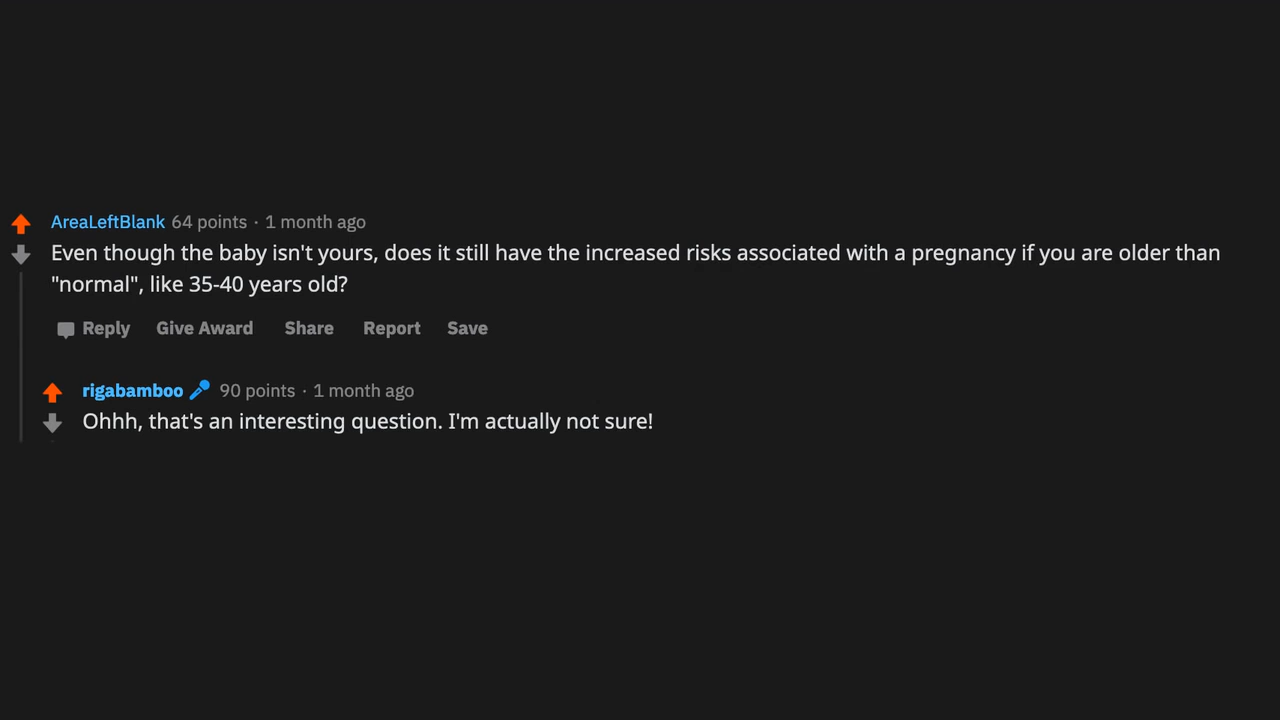 AreaLeftBlank 64 points · 1 month ago
Even though the baby isn't yours, does it still have the increased risks associated with a pregnancy if you are older than
"normal", like 35-40 years old?
Reply Give Award Share Report Save
rigabamboo 90 points · 1 month ago
Ohhh, that's an interesting question. I'm actually not sure!